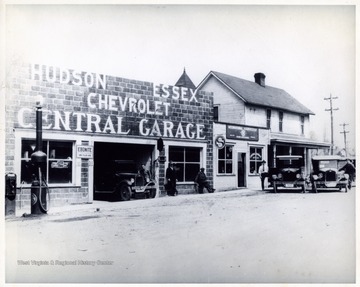 HUDSON ESSEX
CHEVROLET
CENTRAL GARAGE
West Virginia & Regional History Center